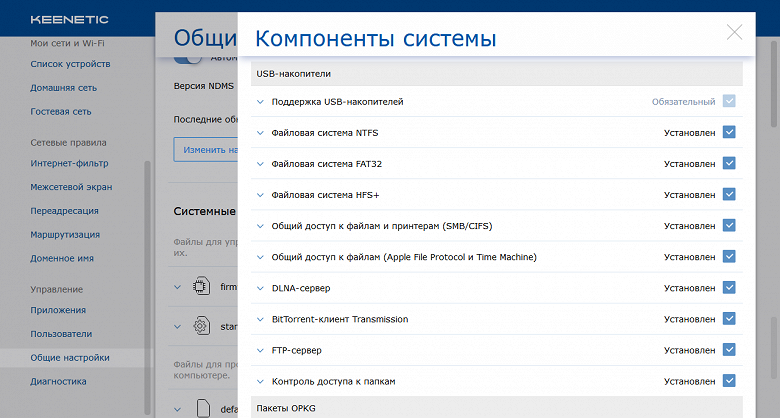 KEENETIC
Мои сети и Wi-Fi
Список устройств
Домашняя сеть
Гостевая сеть
Сетевые правила
Интернет-фильтр
Межсетевой экран
Переадресация
Маршрутизация
Доменное имя
Управление
Приложения
Пользователи
Общие настройки
Диагностика
Общи
Автом
Версия NDMS
Последние обн
Изменить на
Системные
Файлы для упр
их.
firm
star
Файлы для про
компьютере.
defa
Компоненты системы
USB-накопители
Поддержка USB-накопителей Обязательный
Файловая система NTFS Установлен
Файловая система FAT32 Установлен
Файловая система HFS+ Установлен
Общий доступ к файлам и принтерам (SMB/CIFS) Установлен
Общий доступ к файлам (Apple File Protocol и Time Machine) Установлен
DLNA-сервер Установлен
BitTorrent-клиент Transmission Установлен
FTP-сервер Установлен
Контроль доступа к папкам Установлен
Пакеты OPKG